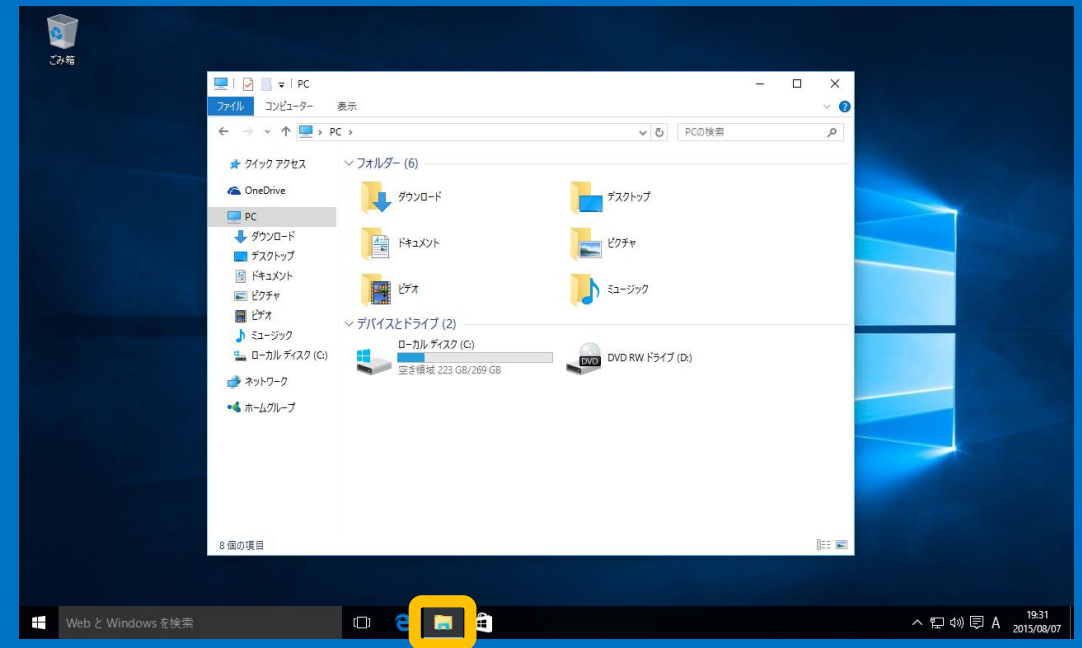 ごみ箱
PC
ファイル コンピューター 表示
PC
PCの検索
クイック アクセス
OneDrive
PC
ダウンロード
デスクトップ
ドキュメント
ピクチャ
ビデオ
ミュージック
ローカル ディスク (C:)
ネットワーク
ホームグループ
フォルダー (6)
ダウンロード
デスクトップ
ドキュメント
ピクチャ
ビデオ
ミュージック
デバイスとドライブ (2)
ローカル ディスク (C:)
空き領域 223 GB/269 GB
DVD
DVD RW ドライブ (D:)
8 個の項目
Web と Windows を検索
A
19:31
2015/08/07